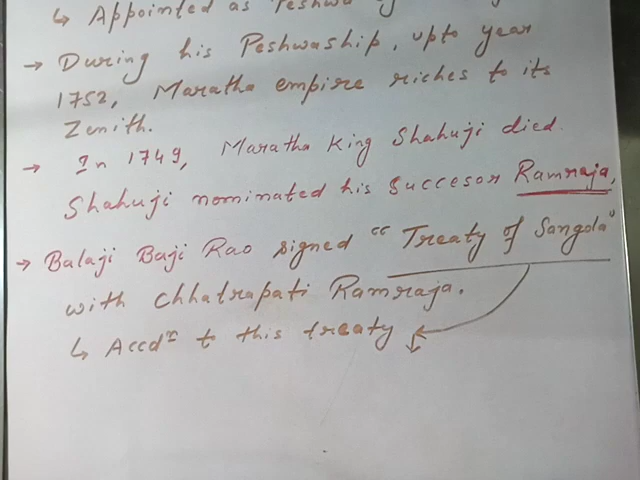 ↳ Appointed as Peshwa
→ During his Peshwaship, upto year
1752, Maratha empire riches to its
Zenith.
→ In 1749, Maratha King Shahuji died.
Shahuji nominated his succesor Ramraja,
→ Balaji Baji Rao signed "Treaty of Sangola"
with Chhatrapati Ramraja.
↳ Accdn to this treaty